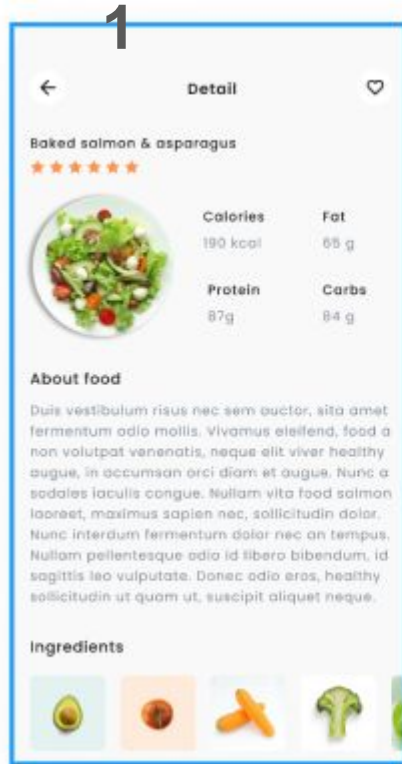 1
Detail
Baked salmon & asparagus
Calories
Fat
190 kcal
65 g
Protein
Carbs
87g
84 g
About food
Duis vestibulum risus nec sem auctor, sita amet
fermentum odio mollis. Vivamus eleifend, food a
non volutpat venenatis, neque elit viver healthy
augue, in accumsan orci diam et augue. Nunc a
sodales iaculis congue. Nullam vita food salmon
laoreet, maximus sapien nec, sollicitudin dolor.
Nunc interdum fermentum dolor nec an tempus.
Nullam pellentesque odio id libero bibendum, id
sagittis leo vulputate. Donec odio eros, healthy
sollicitudin ut quam ut, suscipit aliquet neque.
Ingredients